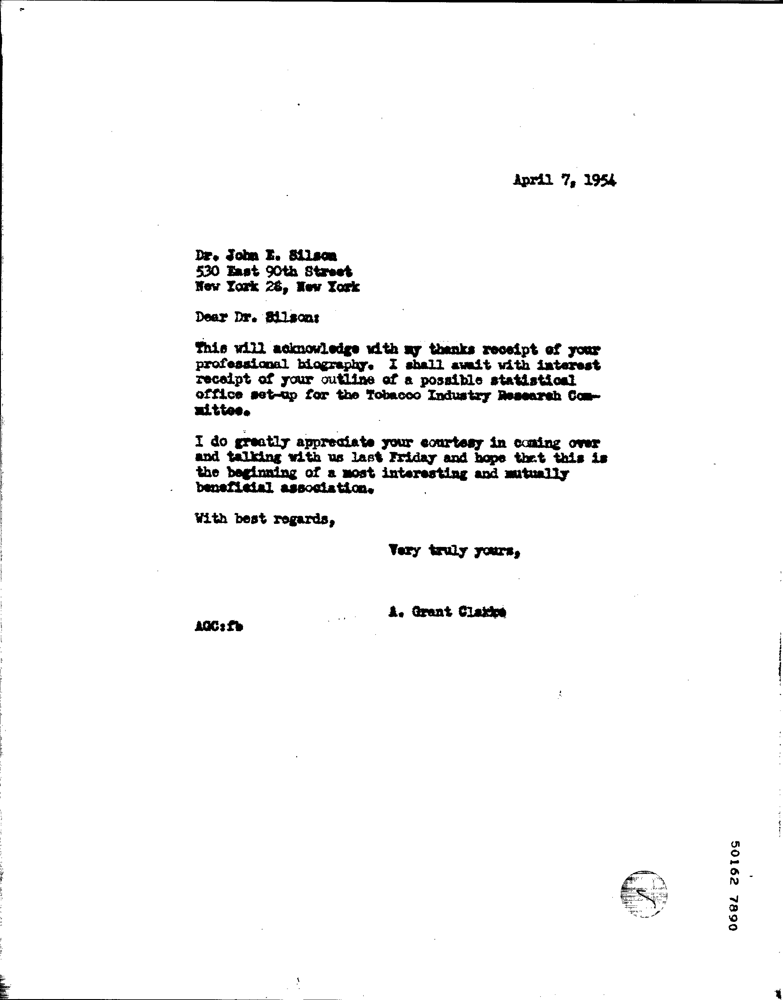 April 7, 1954
Dr. John E. Silson
530 East 90th Street
New York 28, New York
Dear Dr. Silson:
This will acknowledge with my thanks receipt of your
professional biography. I shall await with interest
receipt of your outline of a possible statistical
office set-up for the Tobacco Industry Research Com-
mittee.
I do greatly appreciate your courtesy in coming over
and talking with us last Friday and hope that this is
the beginning of a most interesting and mutually
beneficial association.
With best regards,
Very truly yours,
A. Grant Clarke
AGC:fb
50162 7890